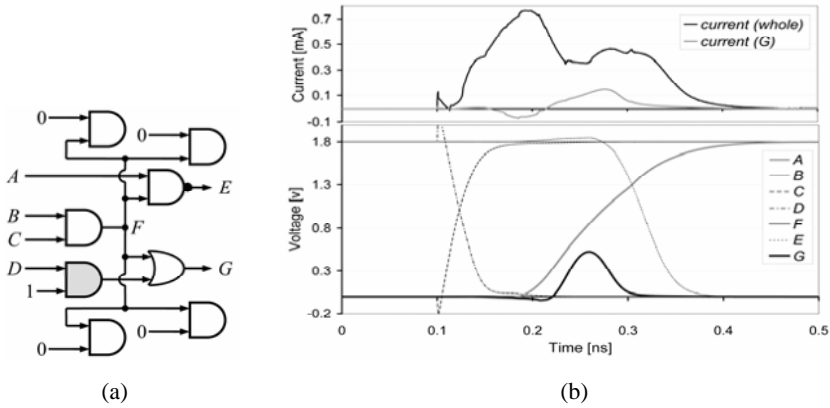 0
0
A
E
B
C
F
D
1
G
0
0
(a)
Current [mA]
0.7
0.5
0.3
0.1
-0.1
current (whole)
current (G)
Voltage [v]
1.8
1.3
0.8
0.3
-0.2
A
B
C
D
F
E
G
0 0.1 0.2 0.3 0.4 0.5
Time [ns]
(b)